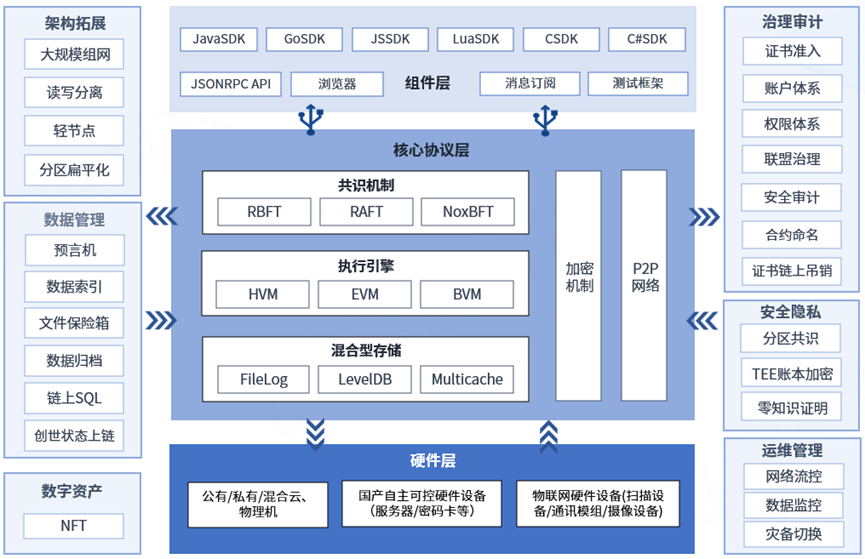 架构拓展
大规模组网
读写分离
轻节点
分区扁平化
数据管理
预言机
数据索引
文件保险箱
数据归档
链上SQL
创世状态上链
数字资产
NFT
JavaSDK
GoSDK
JSSDK
LuaSDK
CSDK
C#SDK
JSONRPC API
浏览器
组件层
消息订阅
测试框架
核心协议层
共识机制
RBFT
RAFT
NoxBFT
执行引擎
HVM
EVM
BVM
混合型存储
FileLog
LevelDB
Multicache
加密
机制
P2P
网络
硬件层
公有/私有/混合云、
物理机
国产自主可控硬件设备
（服务器/密码卡等）
物联网硬件设备(扫描设
备/通讯模组/摄像设备)
治理审计
证书准入
账户体系
权限体系
联盟治理
安全审计
合约命名
证书链上吊销
安全隐私
分区共识
TEE账本加密
零知识证明
运维管理
网络流控
数据监控
灾备切换